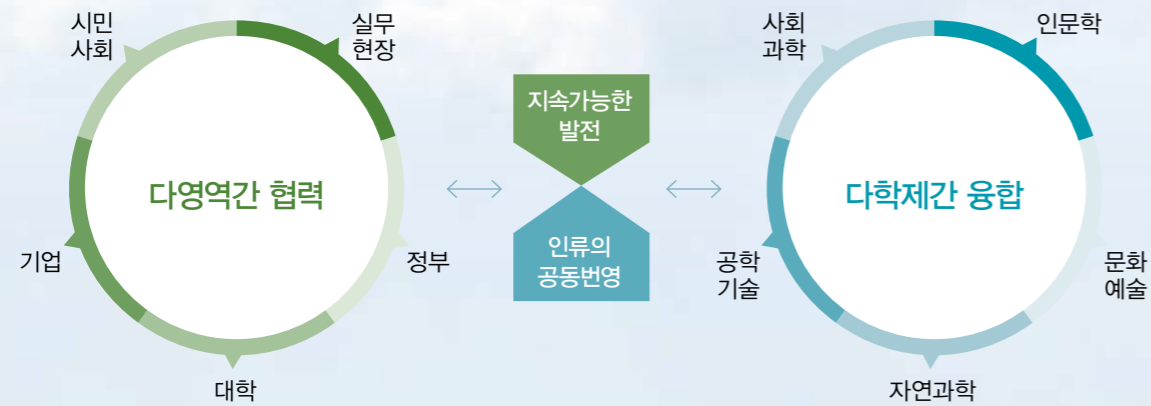 시민
사회
실무
현장
다영역간 협력
기업
정부
대학
지속가능한
발전
인류의
공동번영
사회
과학
인문학
다학제간 융합
공학
기술
문화
예술
자연과학